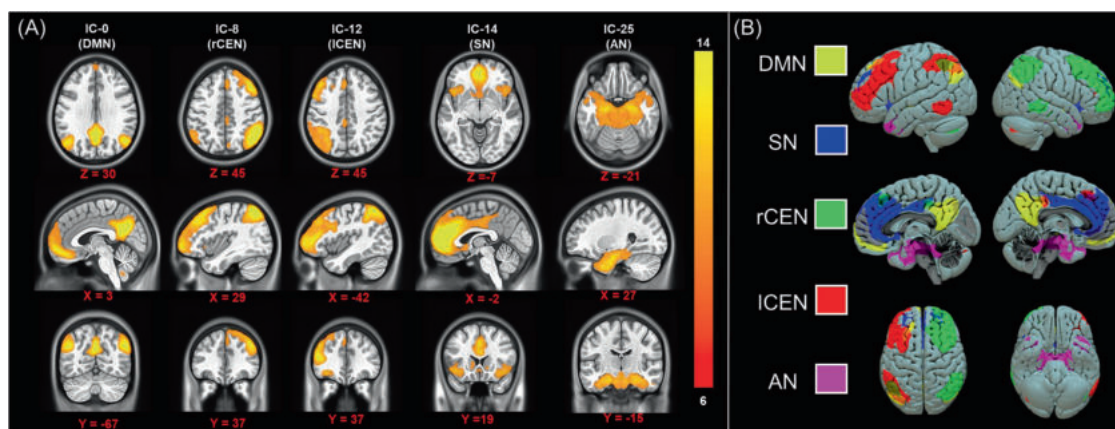 (A)
IC-0 IC-8 IC-12 IC-14 IC-25
(DMN) (rCEN) (lCEN) (SN) (AN)
14
Z = 30 Z = 45 Z = 45 Z =-7 Z = -21
X = 3 X = 29 X = -42 X = -2 X = 27
6
Y = -67 Y = 37 Y = 37 Y =19 Y = -15
(B)
DMN
SN
rCEN
lCEN
AN